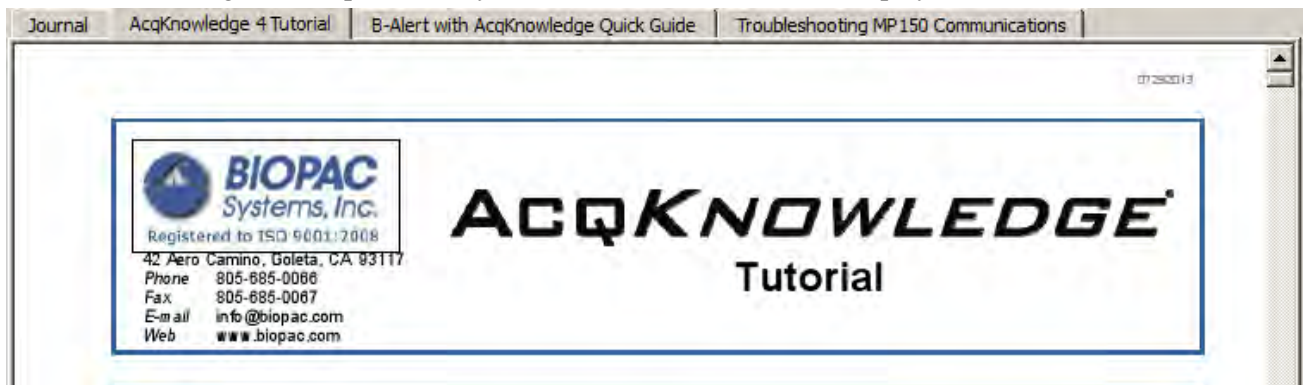 Journal AcqKnowledge 4 Tutorial B-Alert with AcqKnowledge Quick Guide Troubleshooting MP150 Communications
07292013
BIOPAC
Systems, Inc.
Registered to ISO 9001:2008
42 Aero Camino, Goleta, CA 93117
Phone 805-685-0066
Fax 805-685-0067
E-mail info@biopac.com
Web www.biopac.com
ACQKNOWLEDGE®
Tutorial